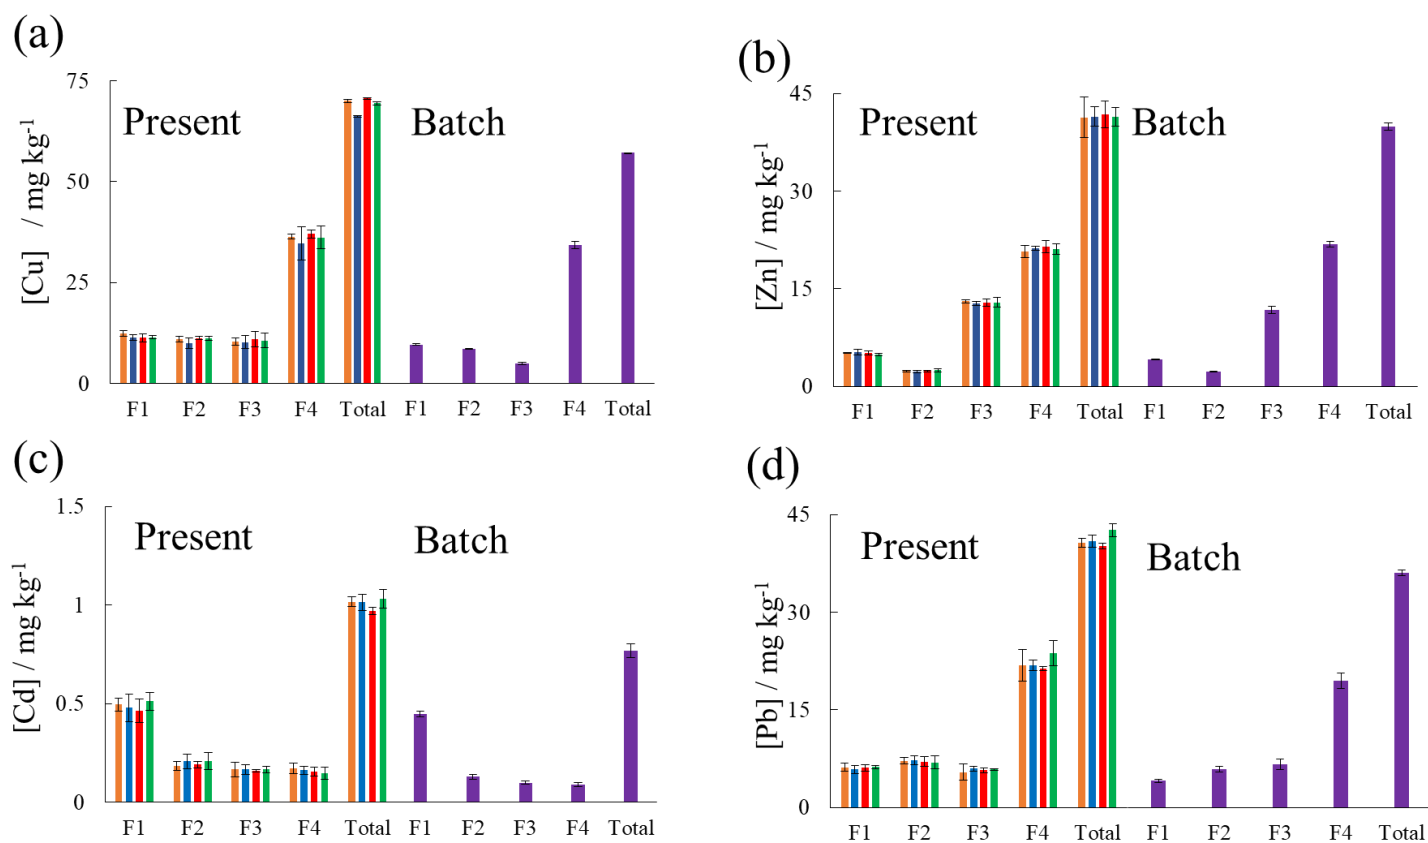 (a)
75
50
25
0
[Cu] / mg kg-1
Present
Batch
F1 F2 F3 F4 Total F1 F2 F3 F4 Total
(b)
45
30
15
0
[Zn] / mg kg-1
Present
Batch
F1 F2 F3 F4 Total F1 F2 F3 F4 Total
(c)
1.5
1
0.5
0
[Cd] / mg kg-1
Present
Batch
F1 F2 F3 F4 Total F1 F2 F3 F4 Total
(d)
45
30
15
0
[Pb] / mg kg-1
Present
Batch
F1 F2 F3 F4 Total F1 F2 F3 F4 Total